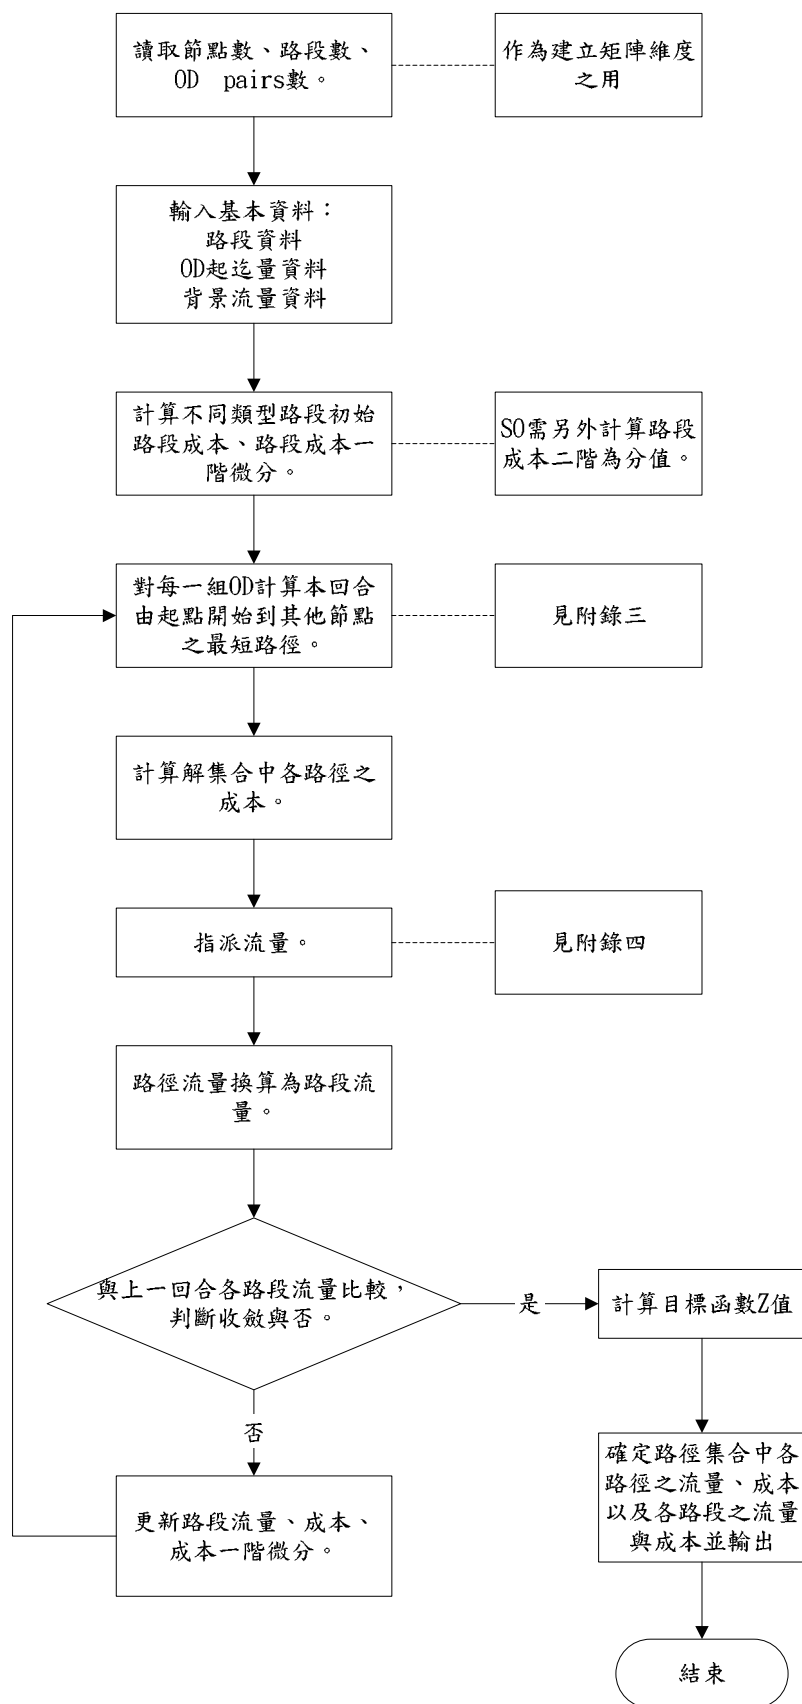 讀取節點數、路段數、
OD pairs數。
作為建立矩陣維度
之用
輸入基本資料：
路段資料
OD起迄量資料
背景流量資料
計算不同類型路段初始
路段成本、路段成本一
階微分。
SO需另外計算路段
成本二階為分值。
對每一組OD計算本回合
由起點開始到其他節點
之最短路徑。
見附錄三
計算解集合中各路徑之
成本。
指派流量。
見附錄四
路徑流量換算為路段流
量。
與上一回合各路段流量比較，
判斷收斂與否。
是
計算目標函數Z值
否
確定路徑集合中各
路徑之流量、成本
以及各路段之流量
與成本並輸出
更新路段流量、成本、
成本一階微分。
結束